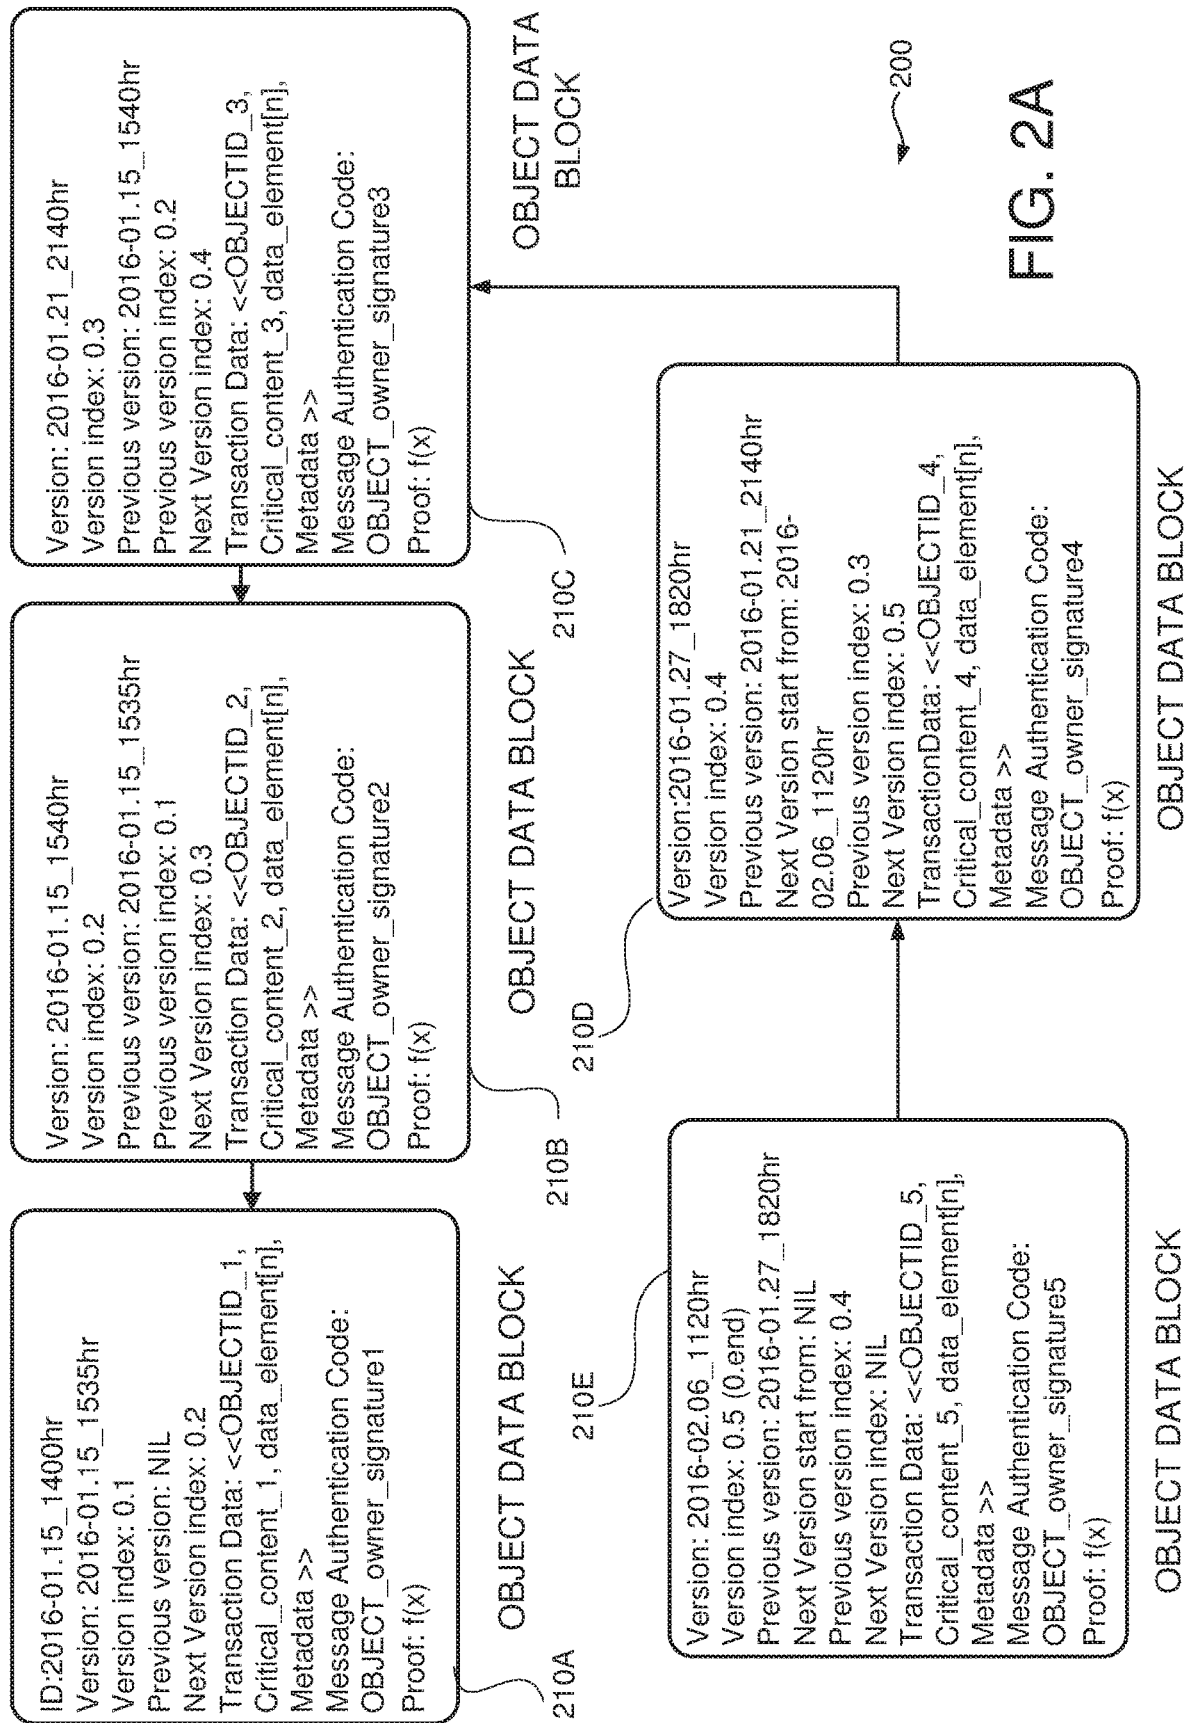 ID:2016-01.15_1400hr
Version: 2016-01.15_1535hr
Version index: 0.1
Previous version: NIL
Next Version index: 0.2
Transaction Data: <<OBJECTID_1,
Critical_content_1, data_element[n],
Metadata >>
Message Authentication Code:
OBJECT_owner_signature1
Proof: f(x)
210A
OBJECT DATA BLOCK
Version: 2016-01.15_1540hr
Version index: 0.2
Previous version: 2016-01.15_1535hr
Previous version index: 0.1
Next Version index: 0.3
Transaction Data: <<OBJECTID_2,
Critical_content_2, data_element[n],
Metadata >>
Message Authentication Code:
OBJECT_owner_signature2
Proof: f(x)
210B
OBJECT DATA BLOCK
Version: 2016-01.21_2140hr
Version index: 0.3
Previous version: 2016-01.15_1540hr
Previous version index: 0.2
Next Version index: 0.4
Transaction Data: <<OBJECTID_3,
Critical_content_3, data_element[n],
Metadata >>
Message Authentication Code:
OBJECT_owner_signature3
Proof: f(x)
210C
OBJECT DATA
BLOCK
210E
Version: 2016-02.06_1120hr
Version index: 0.5 (0.end)
Previous version: 2016-01.27_1820hr
Next Version start from: NIL
Previous version index: 0.4
Next Version index: NIL
Transaction Data: <<OBJECTID_5,
Critical_content_5, data_element[n],
Metadata >>
Message Authentication Code:
OBJECT_owner_signature5
Proof: f(x)
OBJECT DATA BLOCK
210D
Version:2016-01.27_1820hr
Version index: 0.4
Previous version: 2016-01.21_2140hr
Next Version start from: 2016-
02.06_1120hr
Previous version index: 0.3
Next Version index: 0.5
TransactionData: <<OBJECTID_4,
Critical_content_4, data_element[n],
Metadata >>
Message Authentication Code:
OBJECT_owner_signature4
Proof: f(x)
OBJECT DATA BLOCK
200
FIG. 2A